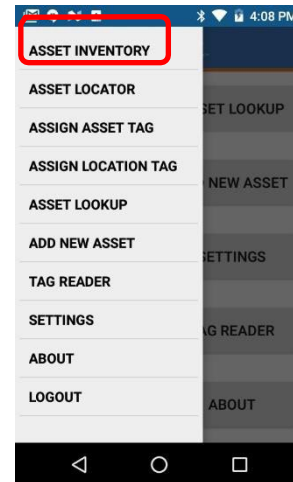 4:08 PM
ASSET INVENTORY
ASSET LOCATOR
ASSIGN ASSET TAG
ASSIGN LOCATION TAG
ASSET LOOKUP
ADD NEW ASSET
TAG READER
SETTINGS
ABOUT
LOGOUT
SET LOOKUP
NEW ASSET
SETTINGS
AG READER
ABOUT